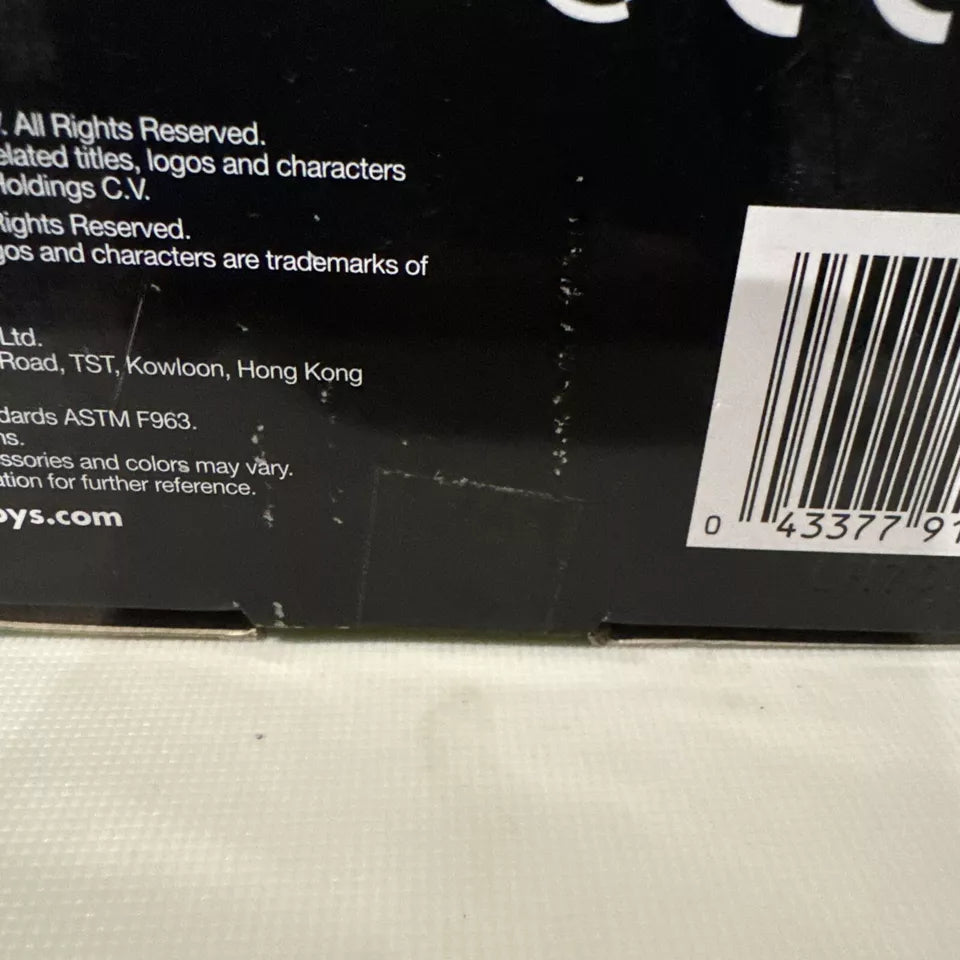 . All Rights Reserved.
elated titles, logos and characters
Holdings C.V.
Rights Reserved.
gos and characters are trademarks of
Ltd.
Road, TST, Kowloon, Hong Kong
dards ASTM F963.
ns.
ssories and colors may vary.
ation for further reference.
oys.com
0 43377 91